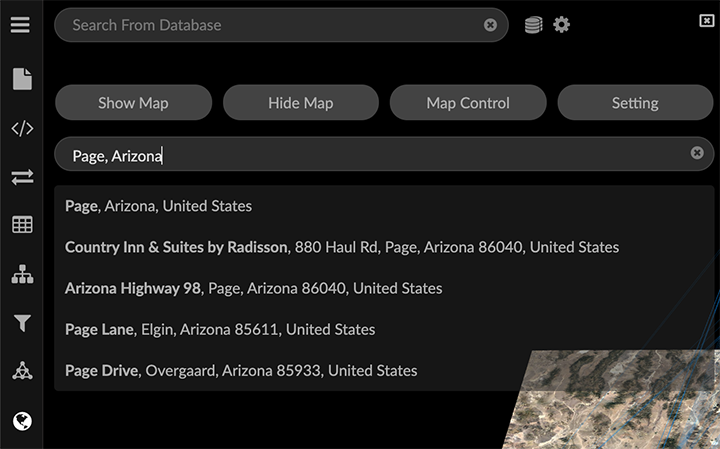 Search From Database
Show Map
Hide Map
Map Control
Setting
Page, Arizona
Page, Arizona, United States
Country Inn & Suites by Radisson, 880 Haul Rd, Page, Arizona 86040, United States
Arizona Highway 98, Page, Arizona 86040, United States
Page Lane, Elgin, Arizona 85611, United States
Page Drive, Overgaard, Arizona 85933, United States